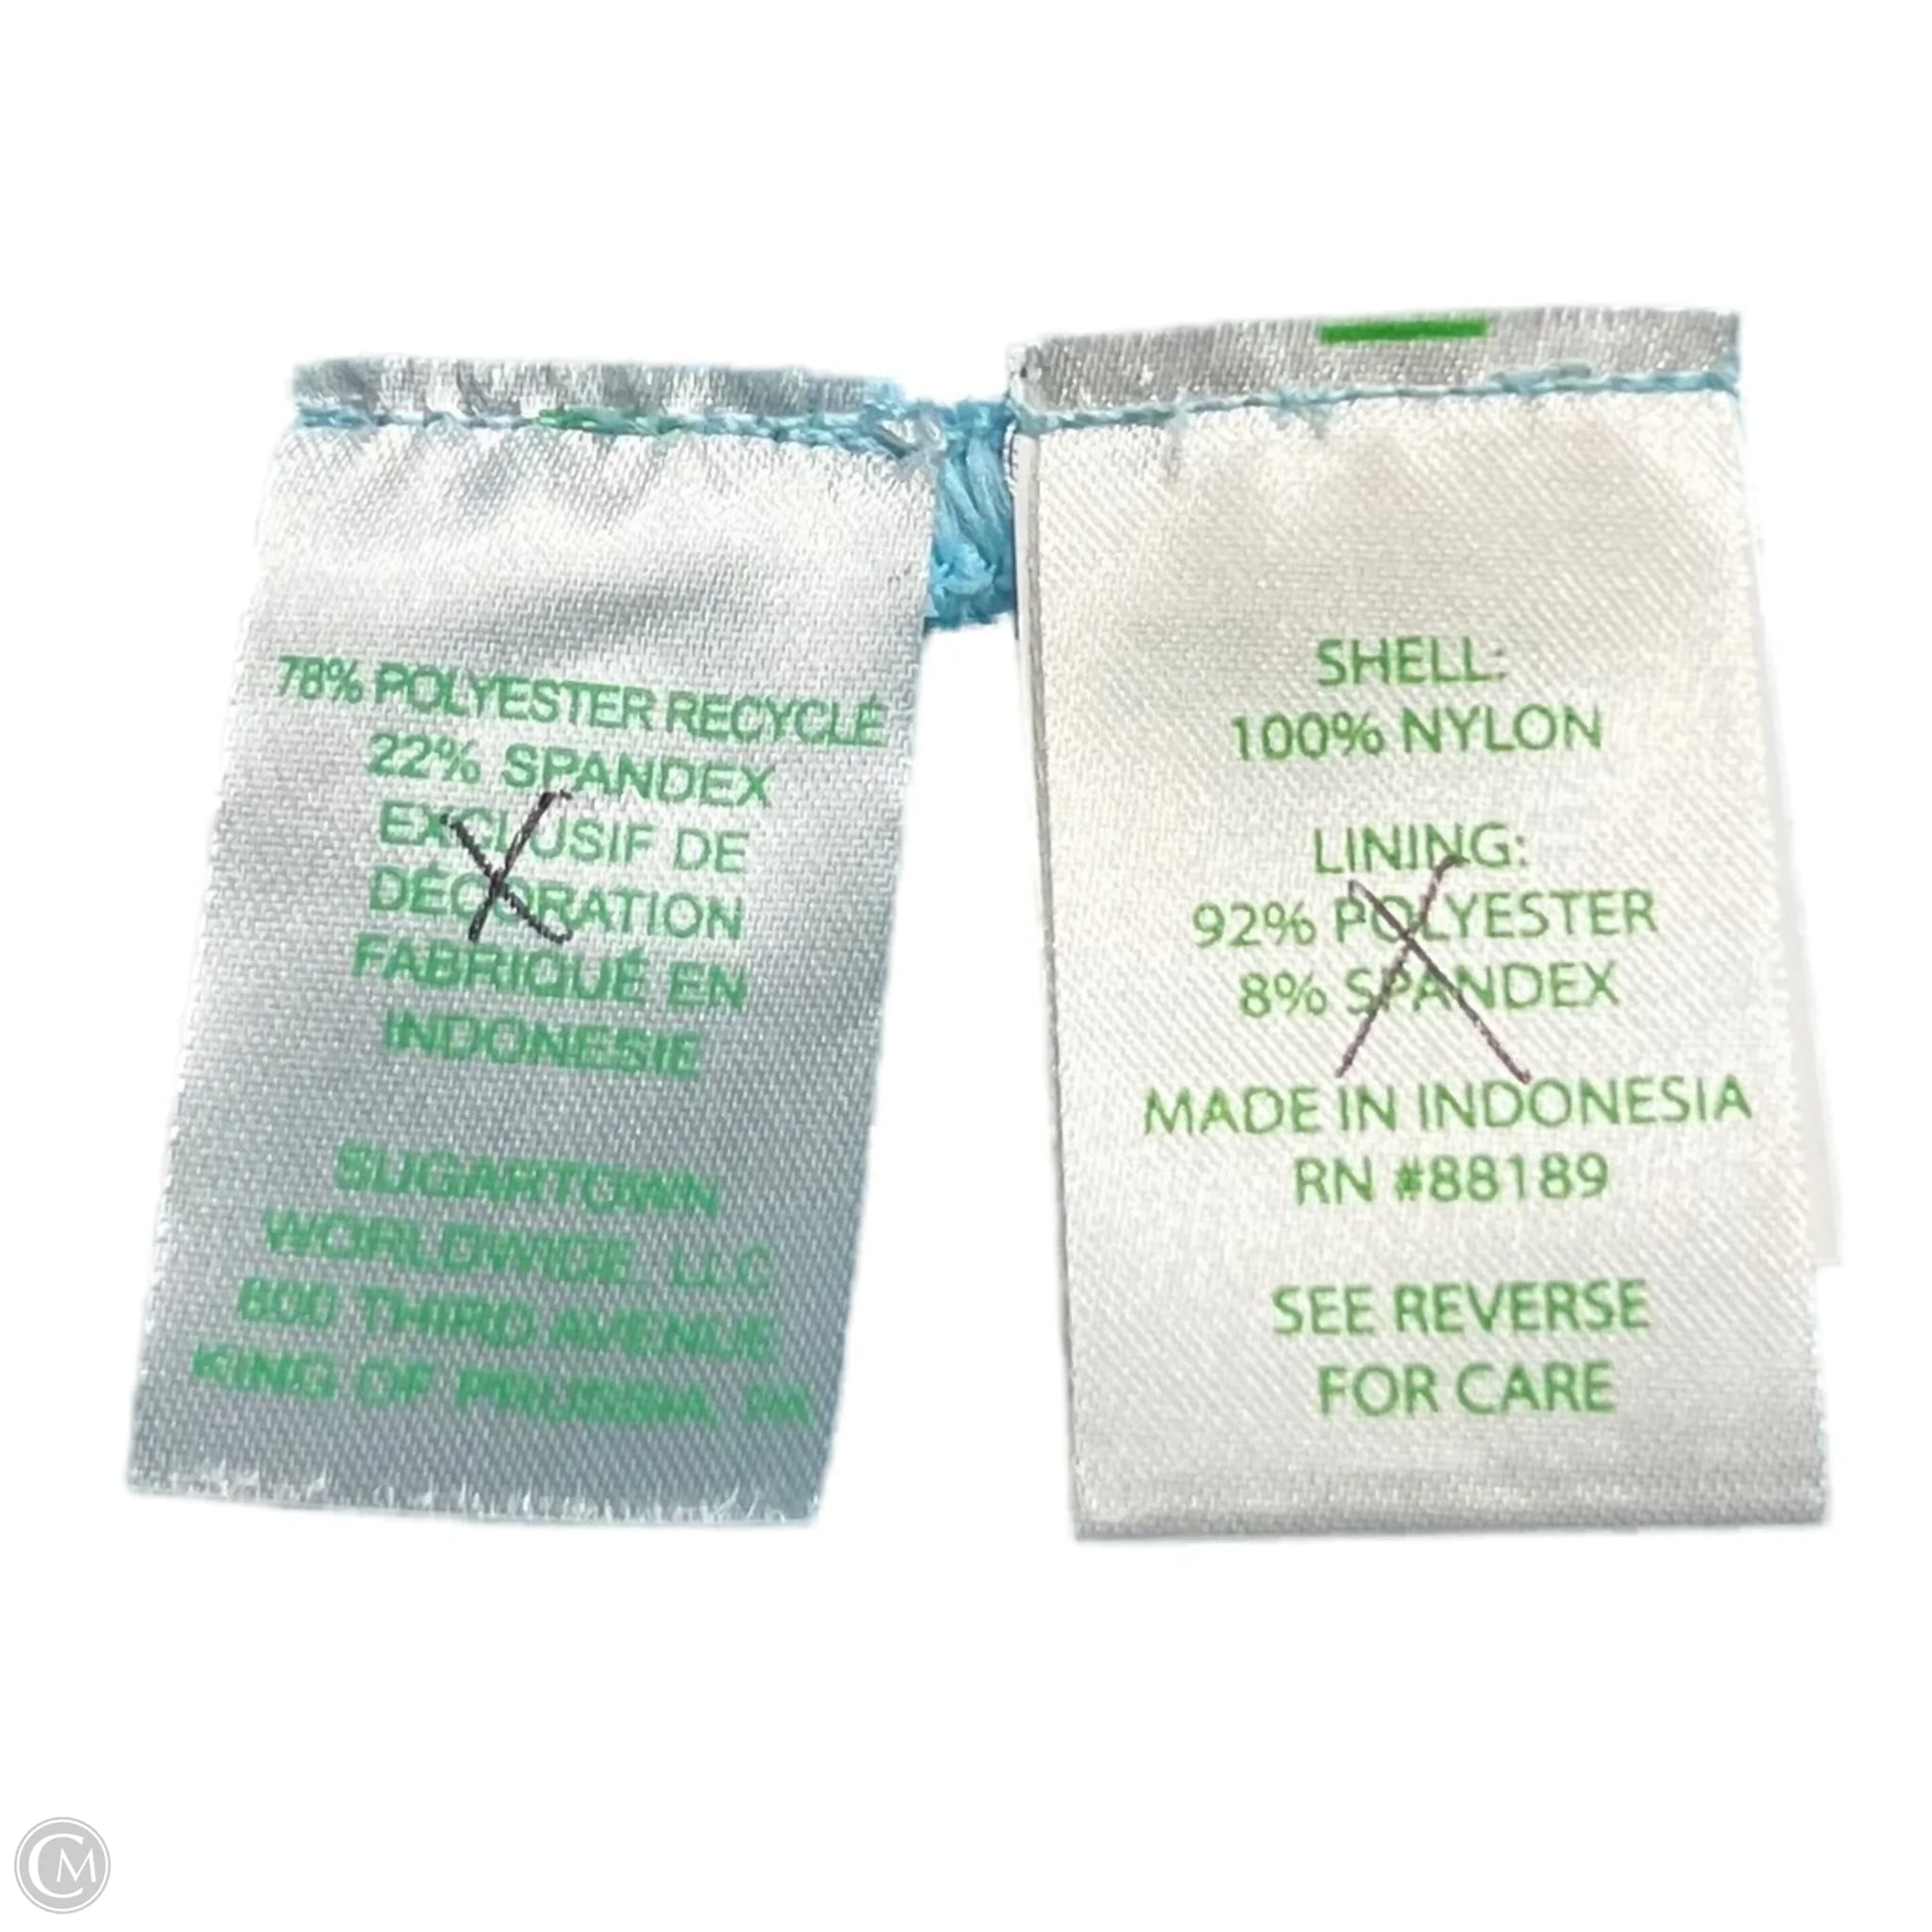 78% POLYESTER RECYCLÉ
22% SPANDEX
EXCLUSIF DE
DÉCORATION
FABRIQUÉ EN
INDONESIE
SUGARTOWN
WORLDWIDE LLC
800 THIRD AVENUE
KING OF PRUSSIA, PA
SHELL:
100% NYLON
LINING:
92% POLYESTER
8% SPANDEX
MADE IN INDONESIA
RN #88189
SEE REVERSE
FOR CARE
CM